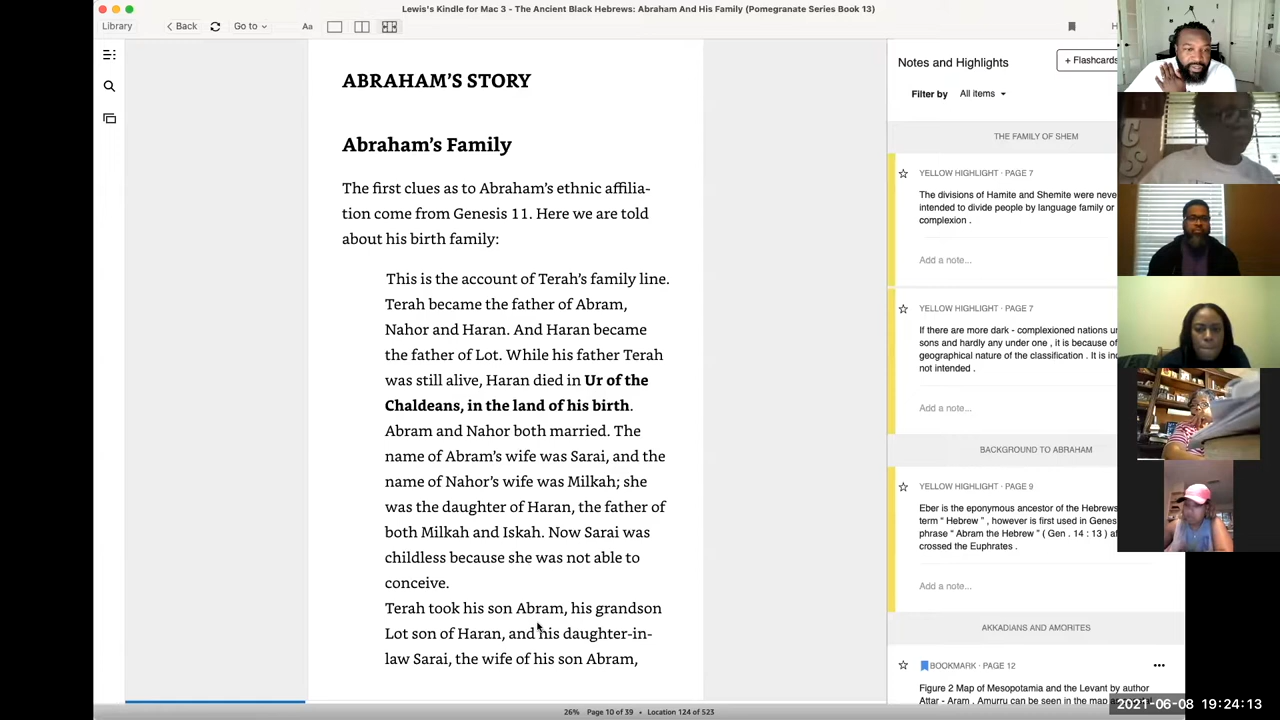 Lewis's Kindle for Mac 3 - The Ancient Black Hebrews: Abraham And His Family (Pomegranate Series Book 13)
Library
Back
Go to
Aa
ABRAHAM'S STORY
Abraham's Family
The first clues as to Abraham's ethnic affilia-
tion come from Genesis 11. Here we are told
about his birth family:
This is the account of Terah's family line.
Terah became the father of Abram,
Nahor and Haran. And Haran became
the father of Lot. While his father Terah
was still alive, Haran died in Ur of the
Chaldeans, in the land of his birth.
Abram and Nahor both married. The
name of Abram's wife was Sarai, and the
name of Nahor's wife was Milkah; she
was the daughter of Haran, the father of
both Milkah and Iskah. Now Sarai was
childless because she was not able to
conceive.
Terah took his son Abram, his grandson
Lot son of Haran, and his daughter-in-
law Sarai, the wife of his son Abram,
26% Page 10 of 39 • Location 124 of 523
Notes and Highlights
+ Flashcards
Filter by All items
THE FAMILY OF SHEM
YELLOW HIGHLIGHT · PAGE 7
The divisions of Hamite and Shemite were neve
intended to divide people by language family or
complexion .
Add a note...
YELLOW HIGHLIGHT · PAGE 7
If there are more dark - complexioned nations un
sons and hardly any under one , it is because of
geographical nature of the classification . It is inc
not intended .
Add a note...
BACKGROUND TO ABRAHAM
YELLOW HIGHLIGHT · PAGE 9
Eber is the eponymous ancestor of the Hebrews
term " Hebrew " , however is first used in Genes
phrase " Abram the Hebrew " ( Gen . 14 : 13 ) af
crossed the Euphrates .
Add a note...
AKKADIANS AND AMORITES
BOOKMARK · PAGE 12
Figure 2 Map of Mesopotamia and the Levant by author
Attar - Aram . Amurru can be seen in the map
2021-06-08 19:24:13